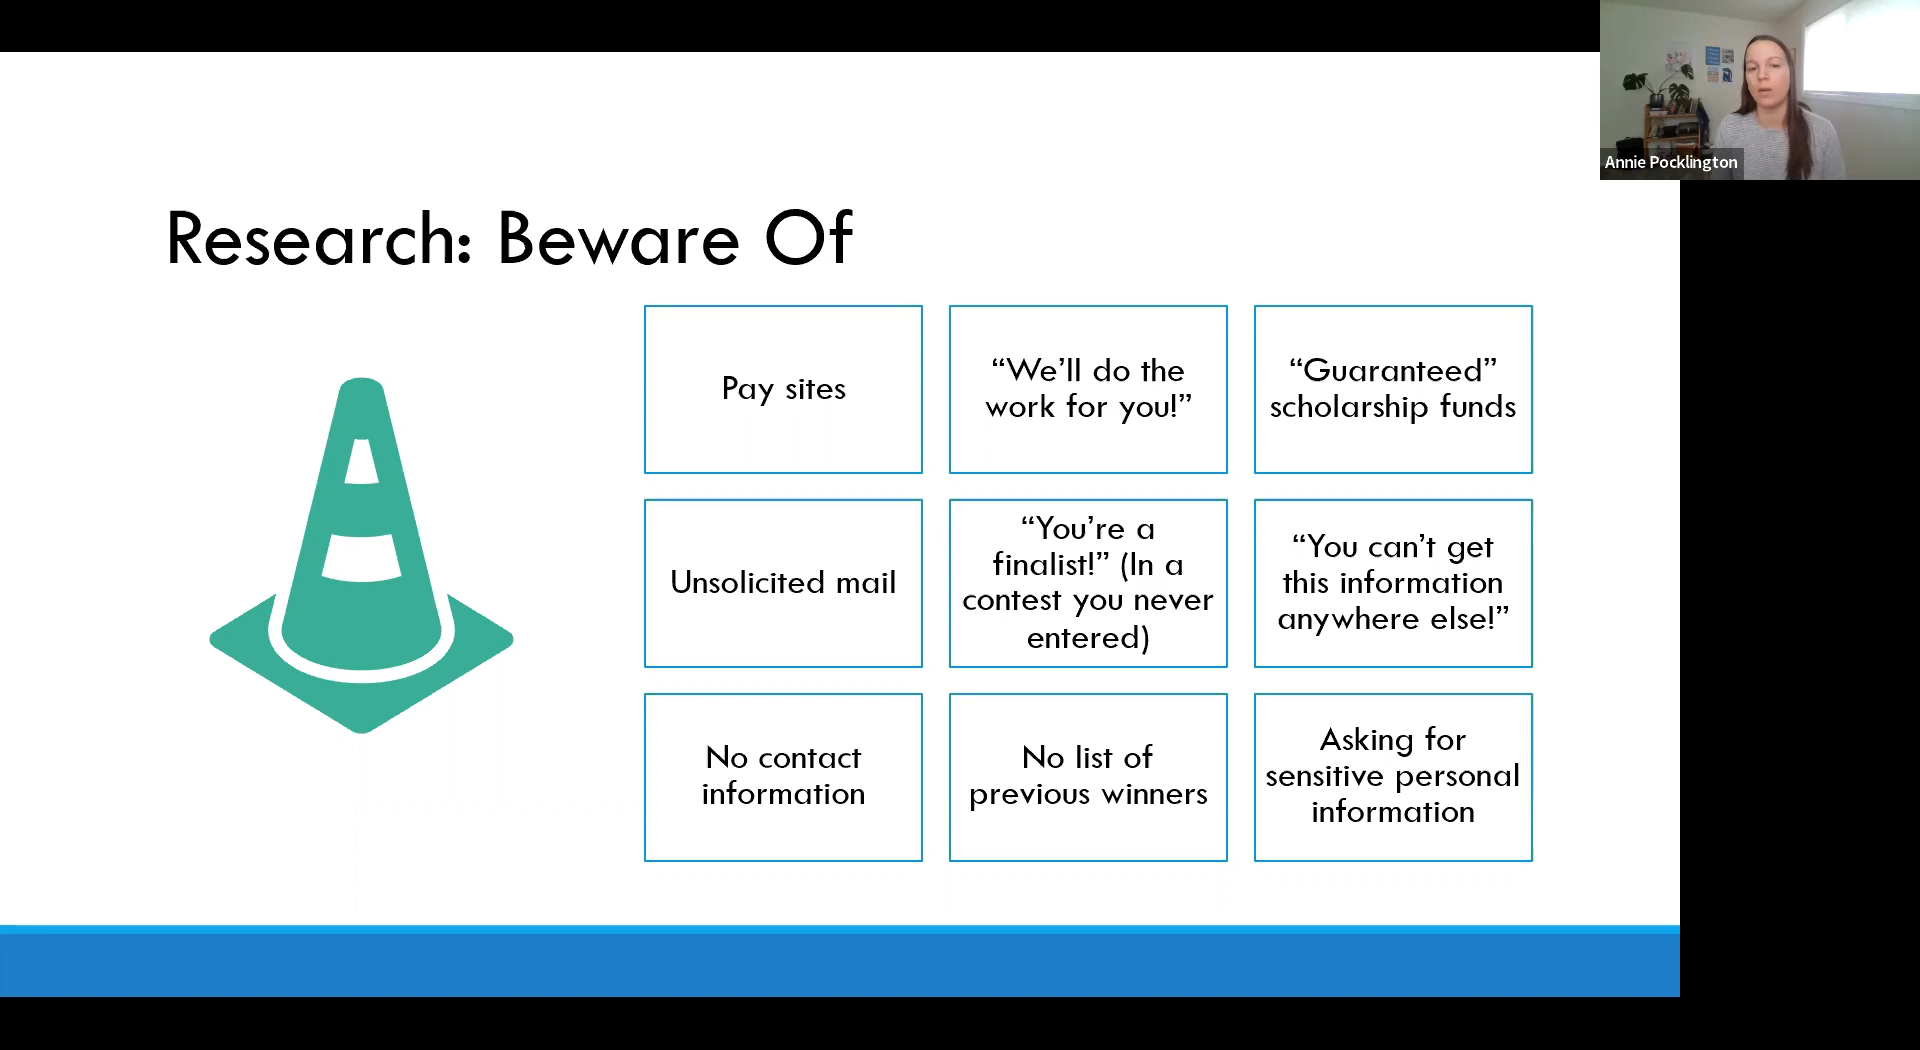 Annie Pocklington
Research: Beware Of
Pay sites
“We’ll do the
work for you!”
“Guaranteed”
scholarship funds
Unsolicited mail
“You’re a
finalist!” (In a
contest you never
entered)
“You can’t get
this information
anywhere else!”
No contact
information
No list of
previous winners
Asking for
sensitive personal
information